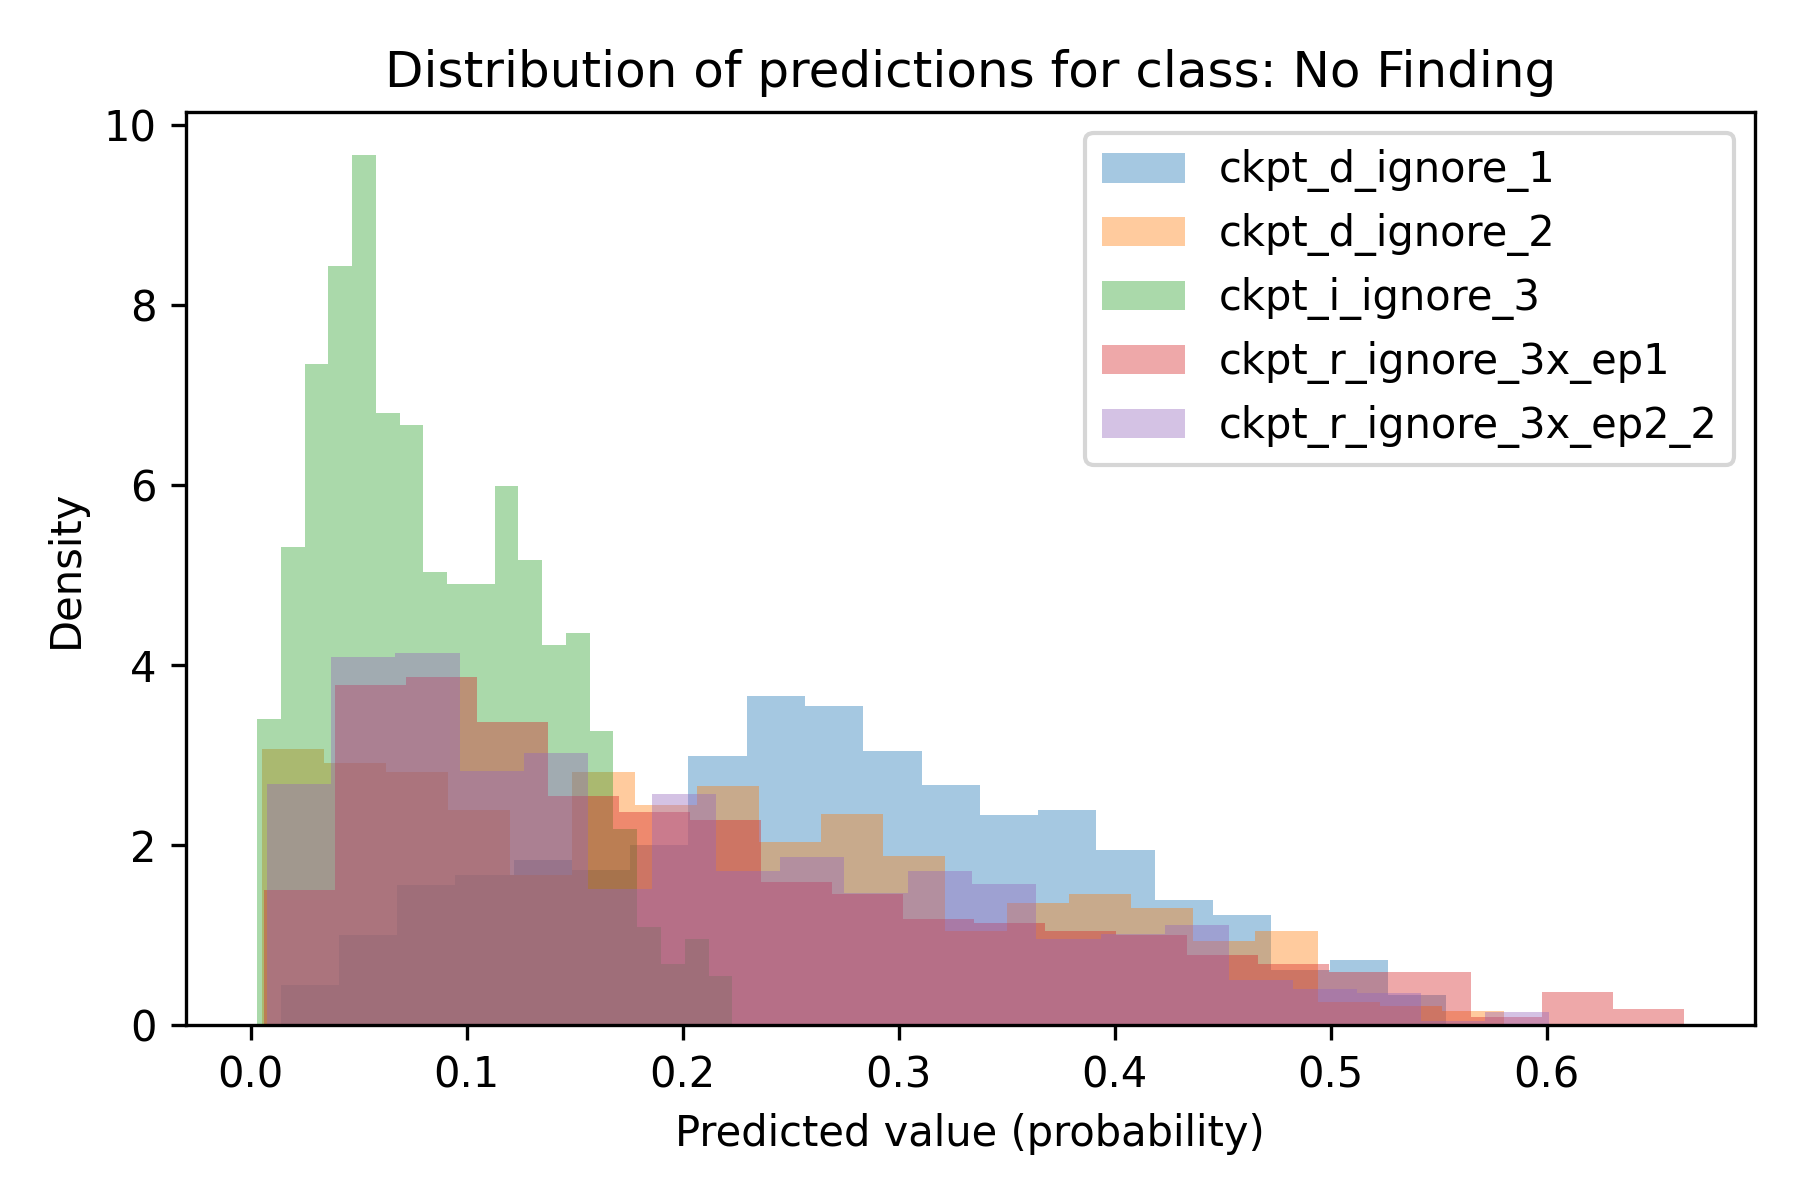 Distribution of predictions for class: No Finding
10
8
6
4
2
0
Density
ckpt_d_ignore_1
ckpt_d_ignore_2
ckpt_i_ignore_3
ckpt_r_ignore_3x_ep1
ckpt_r_ignore_3x_ep2_2
0.0 0.1 0.2 0.3 0.4 0.5 0.6
Predicted value (probability)